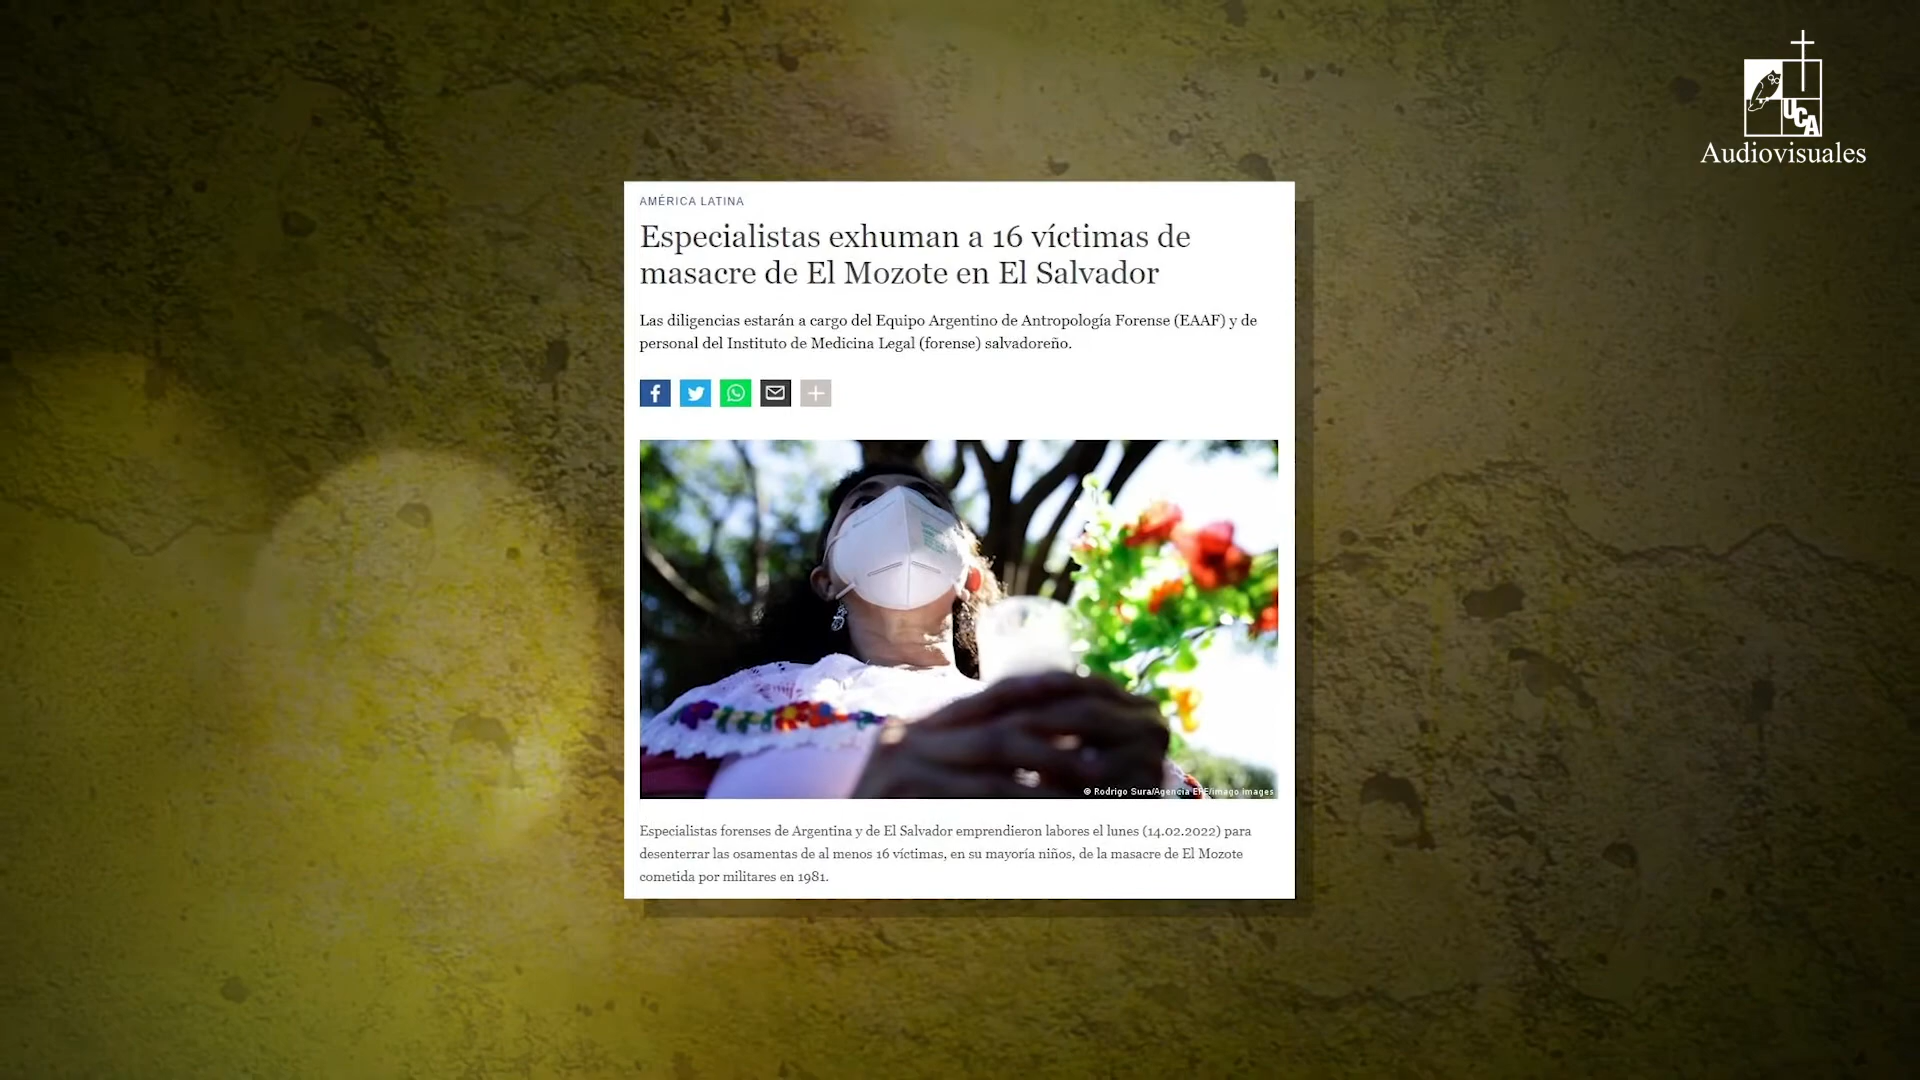 UCA
Audiovisuales
AMÉRICA LATINA
Especialistas exhuman a 16 víctimas de
masacre de El Mozote en El Salvador
Las diligencias estarán a cargo del Equipo Argentino de Antropología Forense (EAAF) y de
personal del Instituto de Medicina Legal (forense) salvadoreño.
© Rodrigo Sura/Agencia EFE/imago images
Especialistas forenses de Argentina y de El Salvador emprendieron labores el lunes (14.02.2022) para
desenterrar las osamentas de al menos 16 víctimas, en su mayoría niños, de la masacre de El Mozote
cometida por militares en 1981.